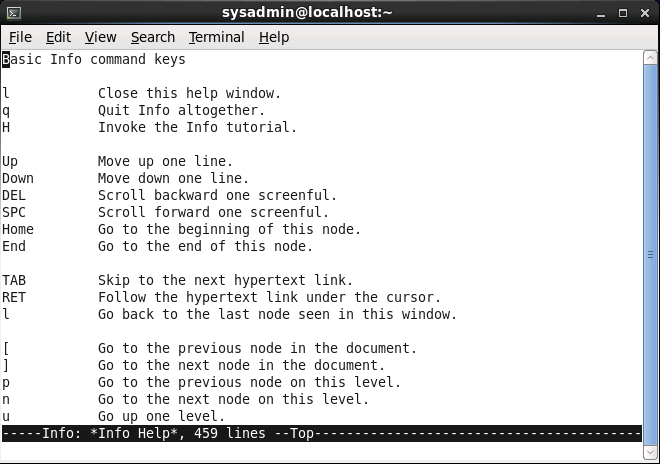 sysadmin@localhost:~
File Edit View Search Terminal Help
Basic Info command keys
l Close this help window.
q Quit Info altogether.
H Invoke the Info tutorial.
Up Move up one line.
Down Move down one line.
DEL Scroll backward one screenful.
SPC Scroll forward one screenful.
Home Go to the beginning of this node.
End Go to the end of this node.
TAB Skip to the next hypertext link.
RET Follow the hypertext link under the cursor.
l Go back to the last node seen in this window.
[ Go to the previous node in the document.
] Go to the next node in the document.
p Go to the previous node on this level.
n Go to the next node on this level.
u Go up one level.
-----Info: *Info Help*, 459 lines --Top-----------------------------------------